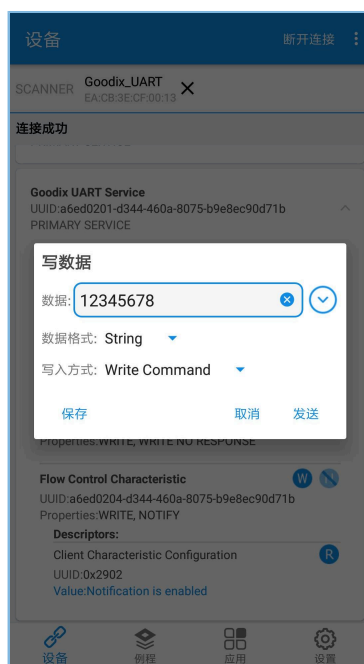 设备 断开连接
SCANNER Goodix_UART
EA:CB:3E:CF:00:13
连接成功
Goodix UART Service
UUID:a6ed0201-d344-460a-8075-b9e8ec90d71b
PRIMARY SERVICE
写数据
数据: 12345678
数据格式: String
写入方式: Write Command
保存 取消 发送
Properties:WRITE, WRITE NO RESPONSE
Flow Control Characteristic W N
UUID:a6ed0204-d344-460a-8075-b9e8ec90d71b
Properties:WRITE, NOTIFY
Descriptors:
Client Characteristic Configuration R
UUID:0x2902
Value:Notification is enabled
设备 例程 应用 设置